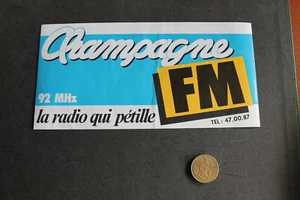 Champagne
FM
92 MHz
la radio qui pétille
TEL : 47.00.87